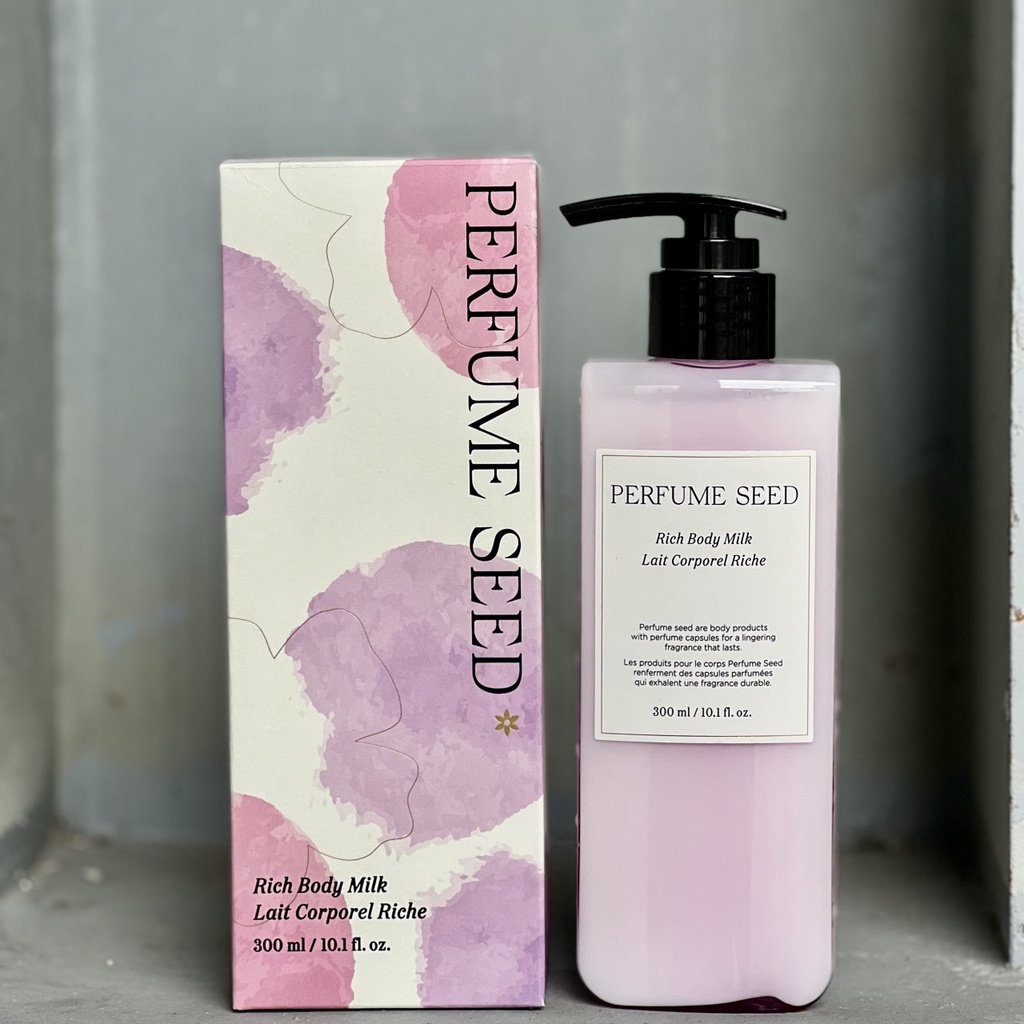 PERFUME SEED
Rich Body Milk
Lait Corporel Riche
300 ml / 10.1 fl. oz.
PERFUME SEED
Rich Body Milk
Lait Corporel Riche
Perfume seed are body products
with perfume capsules for a lingering
fragrance that lasts.
Les produits pour le corps Perfume Seed
renferment des capsules parfumées
qui exhalent une fragrance durable.
300 ml / 10.1 fl. oz.